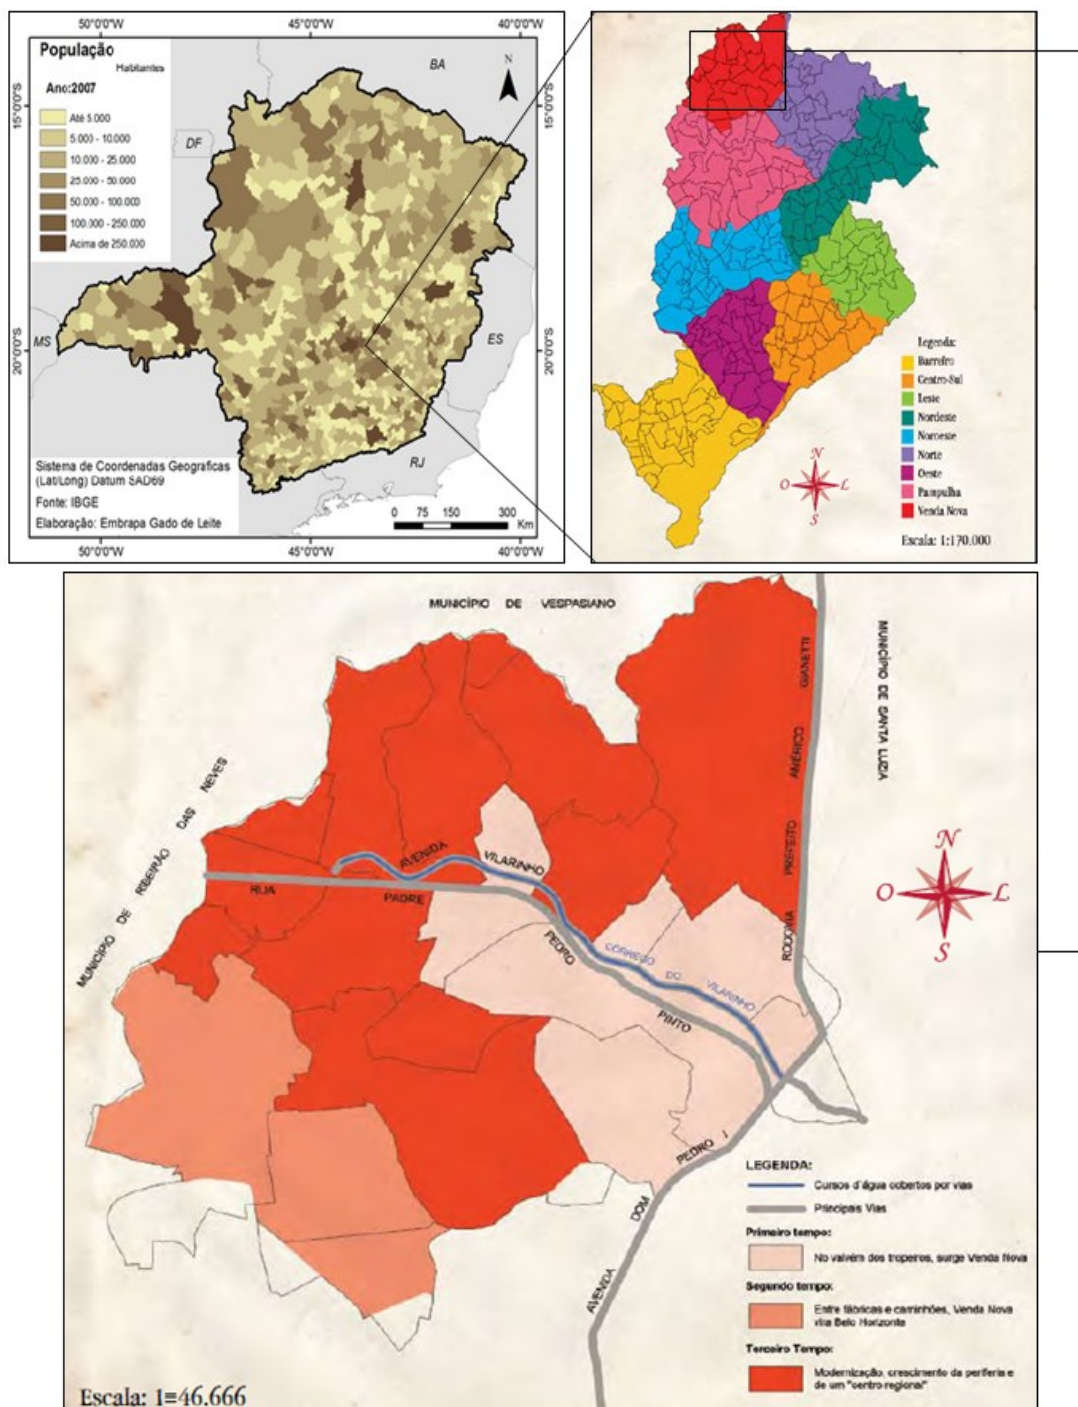 50°0'0"W 45°0'0"W 40°0'0"W
População
Habitantes
Ano:2007
Até 5.000
5.000 - 10.000
10.000 - 25.000
25.000 - 50.000
50.000 - 100.000
100.000 - 250.000
Acima de 250.000
BA
N
DF
MS
ES
RJ
15°0'0"S
20°0'0"S
15°0'0"S
20°0'0"S
Sistema de Coordenadas Geográficas
(Lat/Long) Datum SAD69
Fonte: IBGE
Elaboração: Embrapa Gado de Leite
0 75 150 300 Km
50°0'0"W 45°0'0"W 40°0'0"W
Legenda:
Barreiro
Centro-Sul
Leste
Nordeste
Noroeste
Norte
Oeste
Pampulha
Venda Nova
N
O L
S
Escala: 1:170.000
MUNICÍPIO DE VESPASIANO
MUNICÍPIO DE SANTA LUZIA
MUNICÍPIO DE RIBEIRÃO DAS NEVES
RODOVIA PREFEITO AMÉRICO GIANETTI
AVENIDA VILARINHO
RUA PADRE PEDRO PINTO
CÓRREGO DO VILARINHO
AVENIDA DOM PEDRO I
N
O L
S
LEGENDA:
Cursos d'água cobertos por vias
Principais Vias
Primeiro tempo:
No vaivém dos tropeiros, surge Venda Nova
Segundo tempo:
Entre fábricas e caminhões, Venda Nova
vira Belo Horizonte
Terceiro Tempo:
Modernização, crescimento da periferia e
de um "centro regional"
Escala: 1=46.666